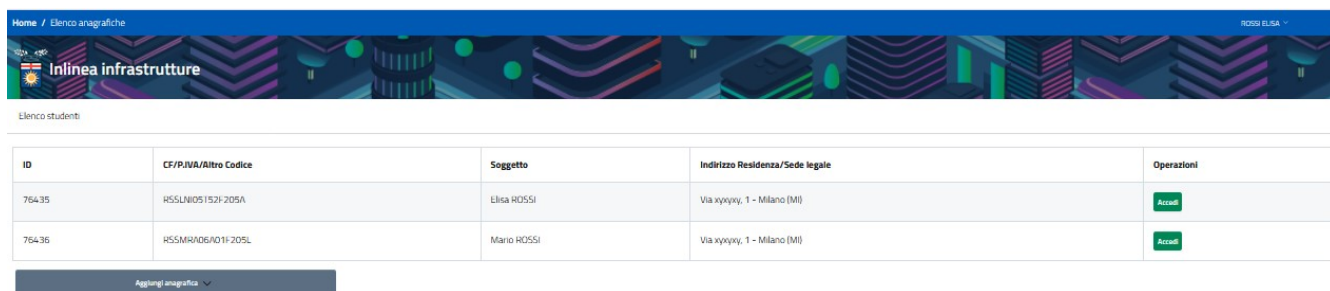 Home / Elenco anagrafiche
ROSSI ELISA
Inlinea infrastrutture
Elenco studenti
ID CF/P.IVA/Altro Codice Soggetto Indirizzo Residenza/Sede legale Operazioni
76435 RSSLNI05T52F205A Elisa ROSSI Via xyxyxy, 1 - Milano (MI) Accedi
76436 RSSMRA06A01F205L Mario ROSSI Via xyxyxy, 1 - Milano (MI) Accedi
Aggiungi anagrafica